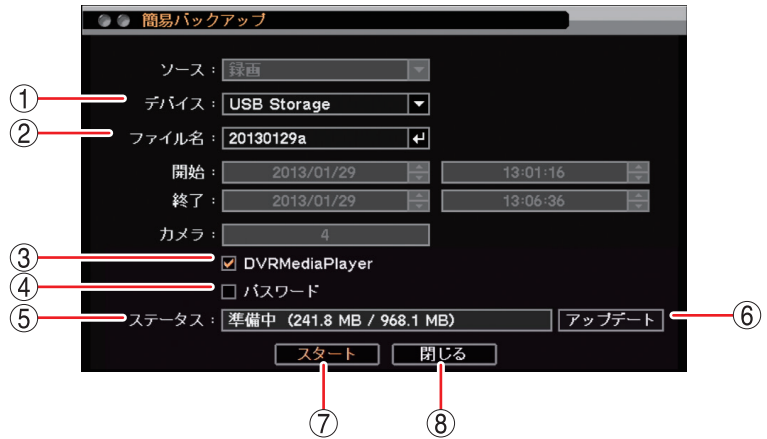 簡易バックアップ
ソース : 録画
① デバイス : USB Storage
② ファイル名 : 20130129a
開始 : 2013/01/29 13:01:16
終了 : 2013/01/29 13:06:36
カメラ : 4
③ DVRMediaPlayer
④ パスワード
⑤ ステータス : 準備中 (241.8 MB / 968.1 MB) アップデート ⑥
スタート 閉じる
⑦ ⑧